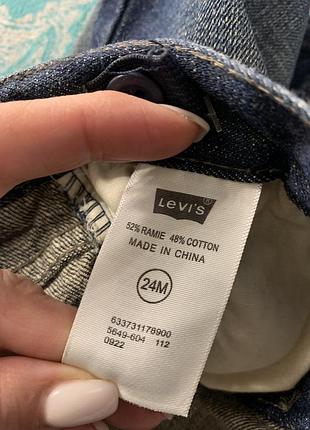 Levi's®
52% RAMIE 48% COTTON
MADE IN CHINA
24M
633731178900
5649-604 112
0922